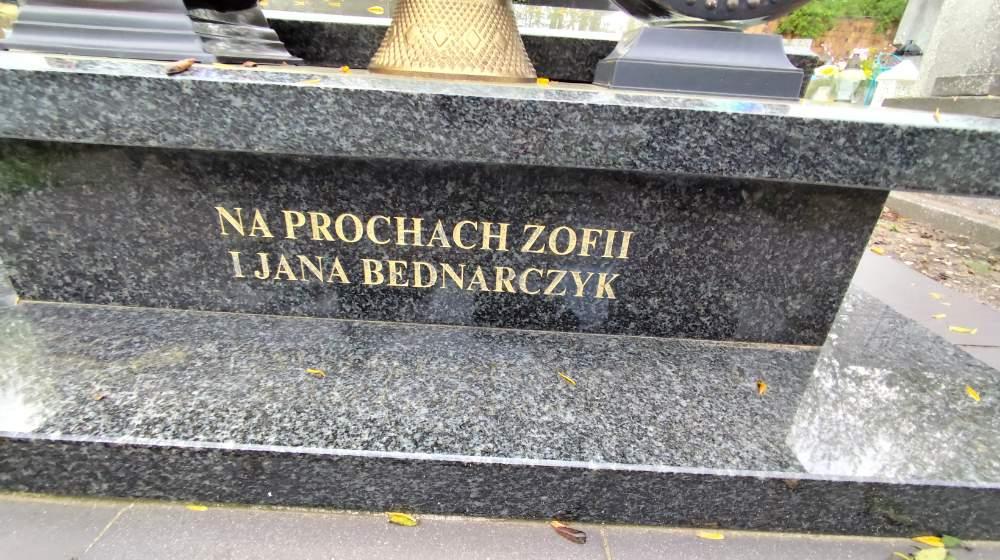 NA PROCHACH ZOFII
I JANA BEDNARCZYK